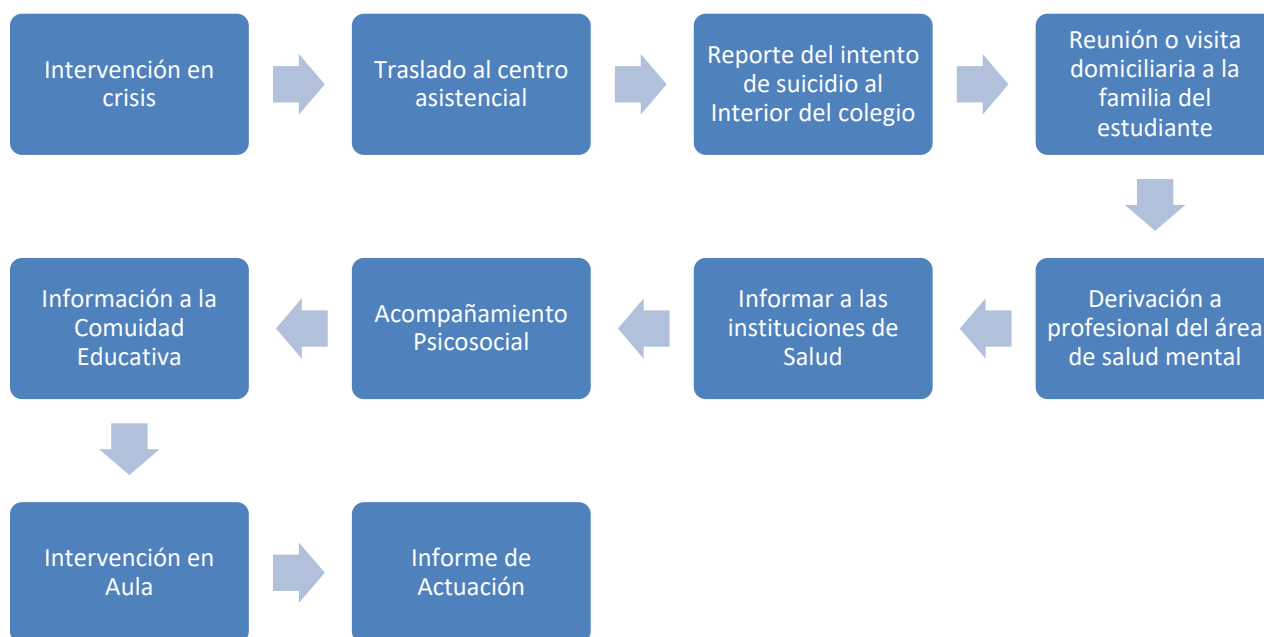 Intervención en
crisis
Traslado al centro
asistencial
Reporte del intento
de suicidio al
Interior del colegio
Reunión o visita
domiciliaria a la
familia del
estudiante
Derivación a
profesional del área
de salud mental
Informar a las
instituciones de
Salud
Acompañamiento
Psicosocial
Información a la
Comuidad
Educativa
Intervención en
Aula
Informe de
Actuación